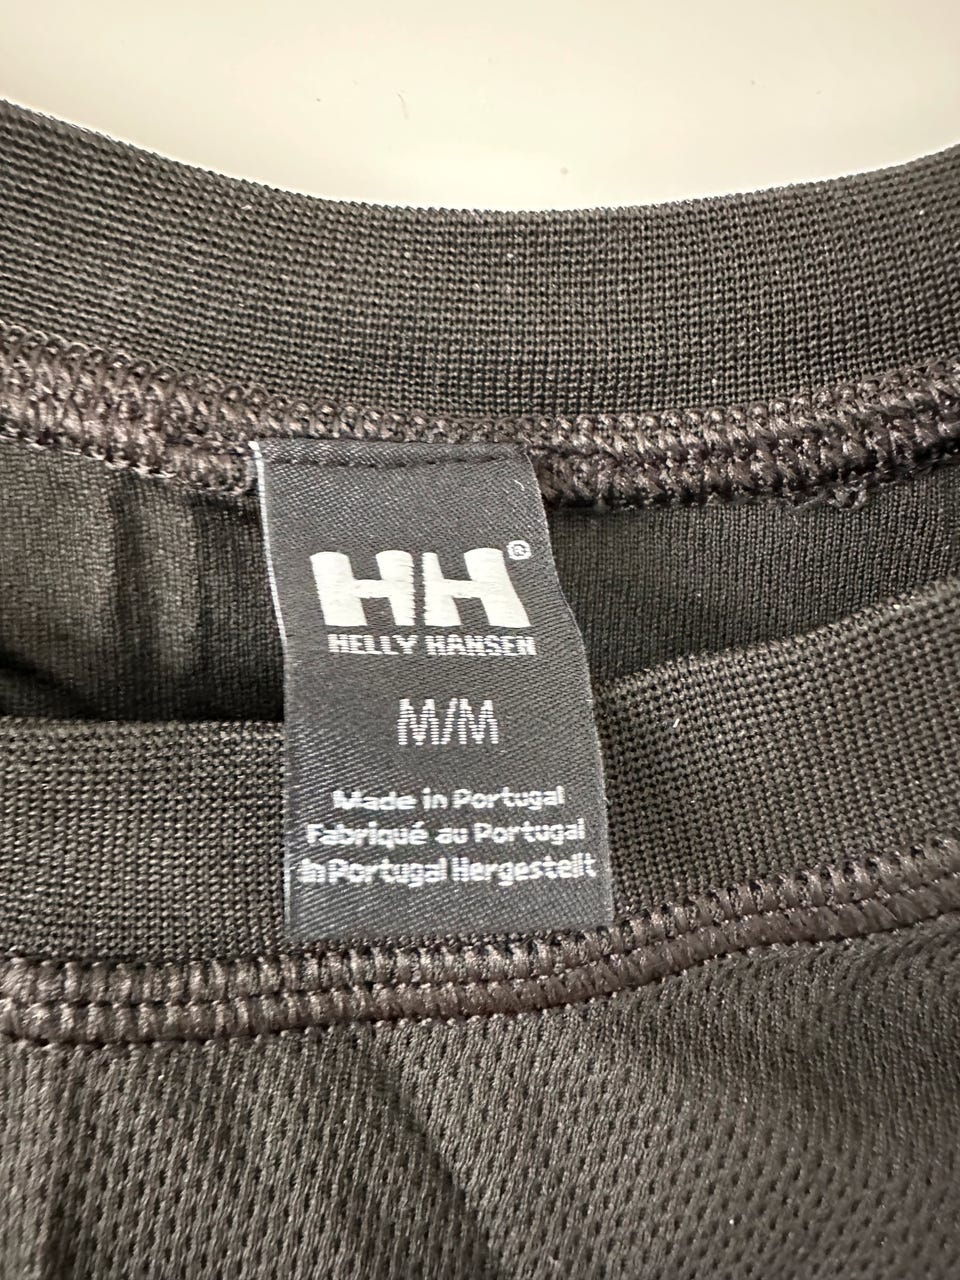 HH®
HELLY HANSEN
M/M
Made in Portugal
Fabriqué au Portugal
In Portugal Hergestellt